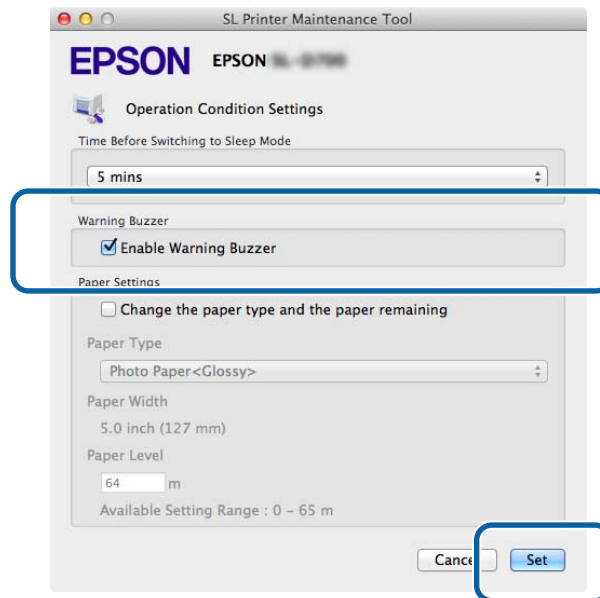 SL Printer Maintenance Tool
EPSON EPSON
Operation Condition Settings
Time Before Switching to Sleep Mode
5 mins
Warning Buzzer
Enable Warning Buzzer
Paper Settings
Change the paper type and the paper remaining
Paper Type
Photo Paper<Glossy>
Paper Width
5.0 inch (127 mm)
Paper Level
64 m
Available Setting Range : 0 – 65 m
Cancel Set